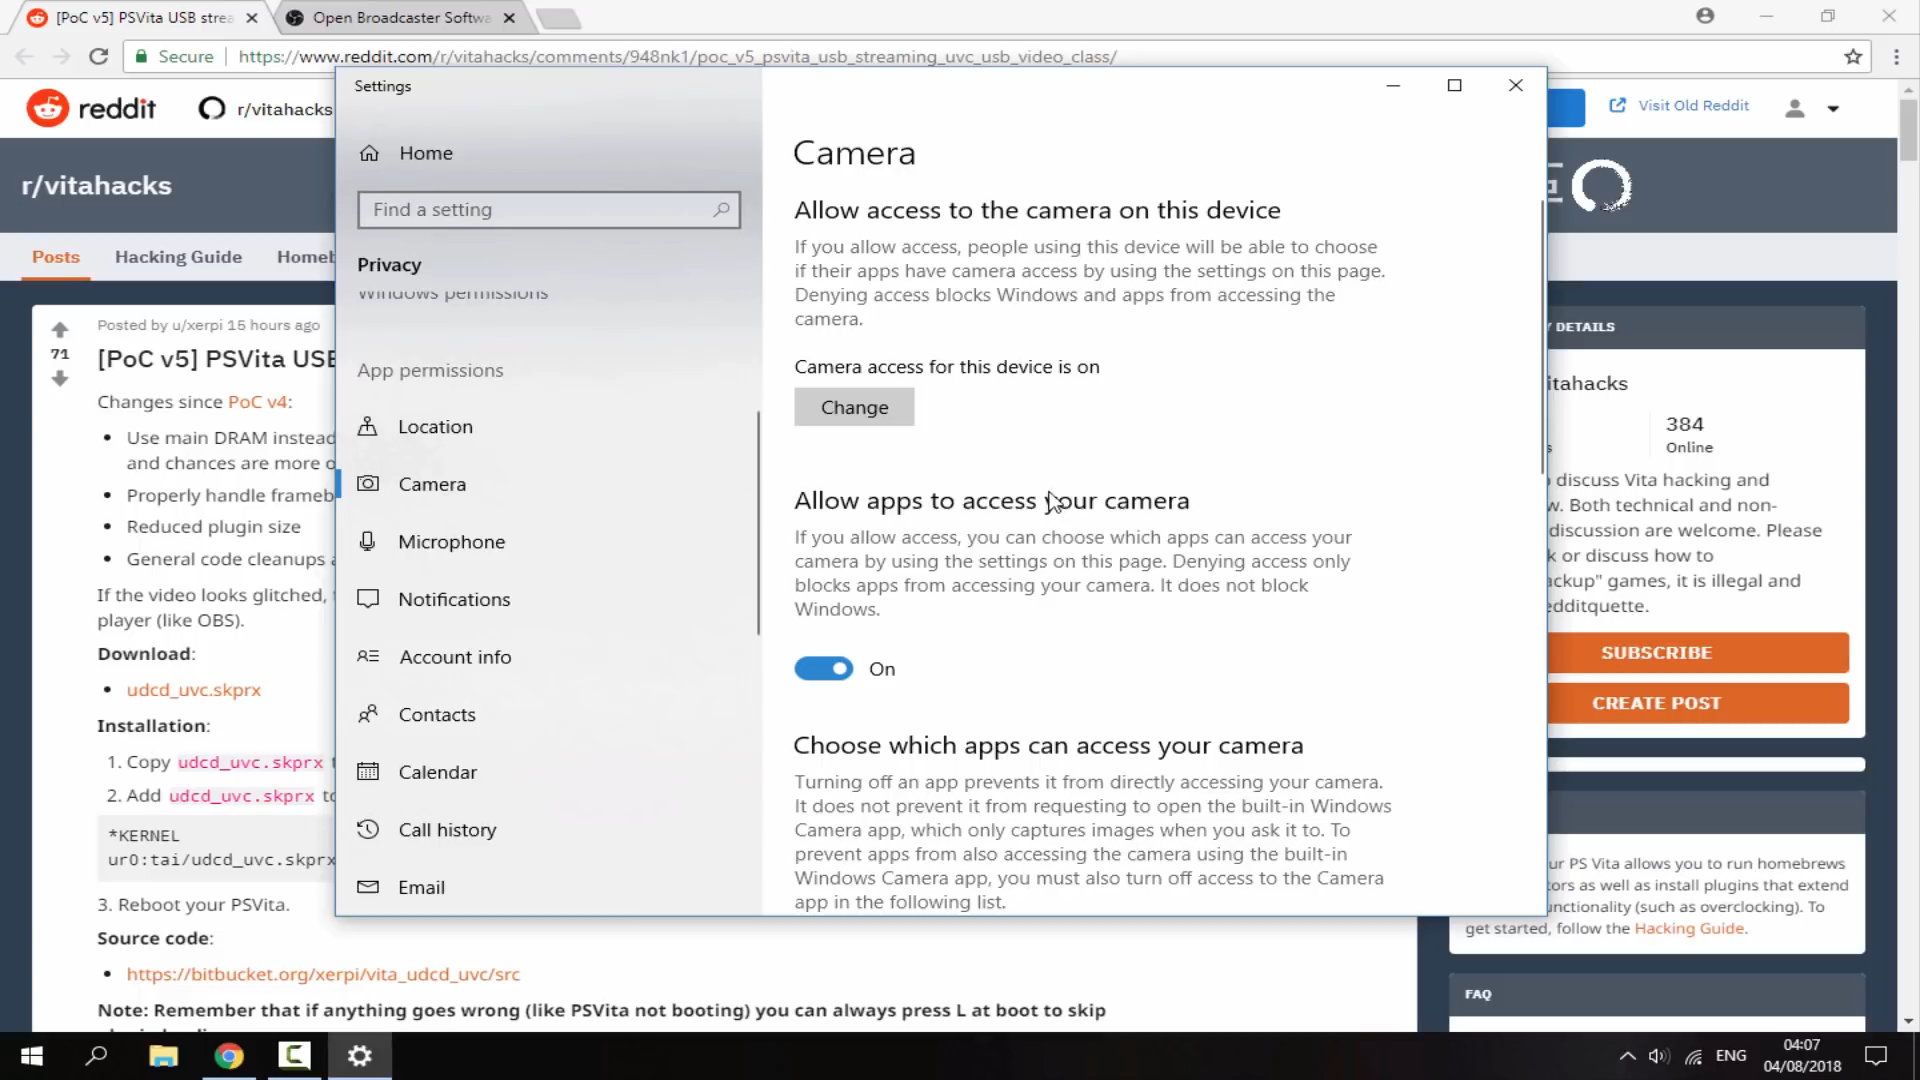 [PoC v5] PSVita USB strea
Open Broadcaster Softwa
Secure
https://www.reddit.com/r/vitahacks/comments/948nk1/poc_v5_psvita_usb_streaming_uvc_usb_video_class/
reddit
r/vitahacks
Visit Old Reddit
r/vitahacks
Posts
Hacking Guide
Homeb
71
Posted by u/xerpi 15 hours ago
[PoC v5] PSVita USB
Changes since PoC v4:
Use main DRAM instead
and chances are more o
Properly handle frameb
Reduced plugin size
General code cleanups a
If the video looks glitched,
player (like OBS).
Download:
udcd_uvc.skprx
Installation:
1. Copy udcd_uvc.skprx
2. Add udcd_uvc.skprx to
*KERNEL
ur0:tai/udcd_uvc.skprx
3. Reboot your PSVita.
Source code:
https://bitbucket.org/xerpi/vita_udcd_uvc/src
Note: Remember that if anything goes wrong (like PSVita not booting) you can always press L at boot to skip
Settings
Home
Find a setting
Privacy
Windows permissions
App permissions
Location
Camera
Microphone
Notifications
Account info
Contacts
Calendar
Call history
Email
Camera
Allow access to the camera on this device
If you allow access, people using this device will be able to choose
if their apps have camera access by using the settings on this page.
Denying access blocks Windows and apps from accessing the
camera.
Camera access for this device is on
Change
Allow apps to access your camera
If you allow access, you can choose which apps can access your
camera by using the settings on this page. Denying access only
blocks apps from accessing your camera. It does not block
Windows.
On
Choose which apps can access your camera
Turning off an app prevents it from directly accessing your camera.
It does not prevent it from requesting to open the built-in Windows
Camera app, which only captures images when you ask it to. To
prevent apps from also accessing the camera using the built-in
Windows Camera app, you must also turn off access to the Camera
app in the following list.
Y DETAILS
itahacks
384
s
Online
discuss Vita hacking and
w. Both technical and non-
discussion are welcome. Please
k or discuss how to
ackup" games, it is illegal and
edditquette.
SUBSCRIBE
CREATE POST
ur PS Vita allows you to run homebrews
tors as well as install plugins that extend
unctionality (such as overclocking). To
get started, follow the Hacking Guide.
FAQ
ENG
04:07
04/08/2018